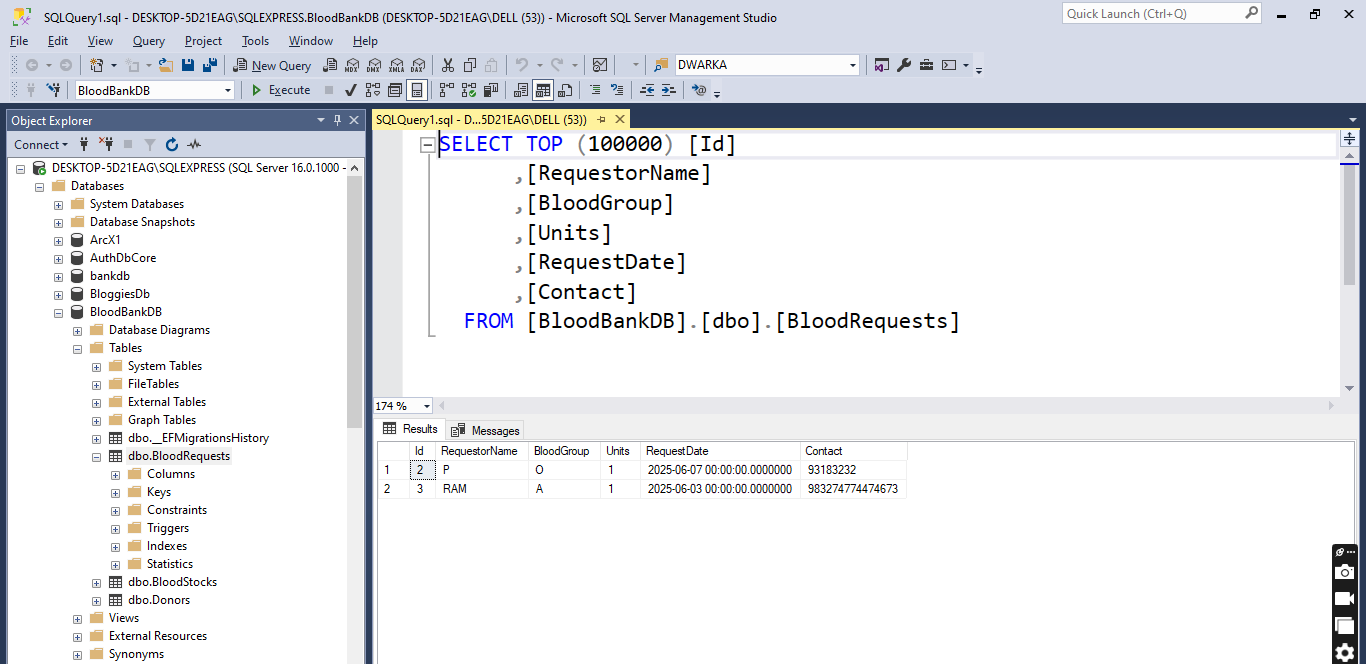 SQLQuery1.sql - DESKTOP-5D21EAG\SQLEXPRESS.BloodBankDB (DESKTOP-5D21EAG\DELL (53)) - Microsoft SQL Server Management Studio
Quick Launch (Ctrl+Q)
File Edit View Query Project Tools Window Help
New Query MDX DMX XMLA DAX DWARKA
BloodBankDB Execute
Object Explorer
Connect
DESKTOP-5D21EAG\SQLEXPRESS (SQL Server 16.0.1000 -
Databases
System Databases
Database Snapshots
ArcX1
AuthDbCore
bankdb
BloggiesDb
BloodBankDB
Database Diagrams
Tables
System Tables
FileTables
External Tables
Graph Tables
dbo.__EFMigrationsHistory
dbo.BloodRequests
Columns
Keys
Constraints
Triggers
Indexes
Statistics
dbo.BloodStocks
dbo.Donors
Views
External Resources
Synonyms
SQLQuery1.sql - D...5D21EAG\DELL (53))
SELECT TOP (100000) [Id]
,[RequestorName]
,[BloodGroup]
,[Units]
,[RequestDate]
,[Contact]
FROM [BloodBankDB].[dbo].[BloodRequests]
174 %
Results Messages
Id RequestorName BloodGroup Units RequestDate Contact
1 2 P O 1 2025-06-07 00:00:00.0000000 93183232
2 3 RAM A 1 2025-06-03 00:00:00.0000000 983274774474673